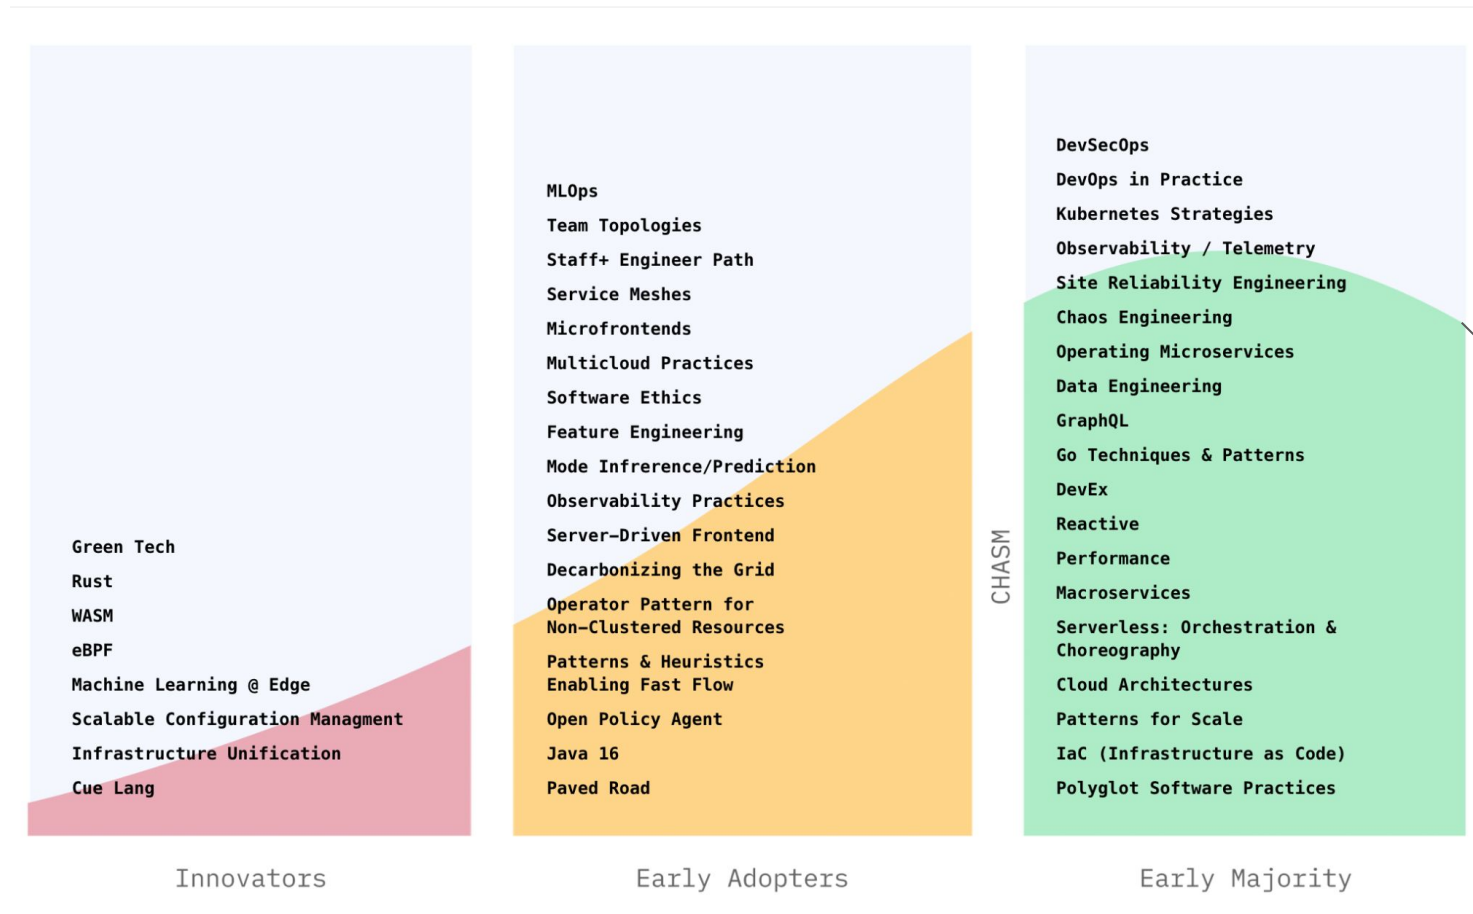 Green Tech
Rust
WASM
eBPF
Machine Learning @ Edge
Scalable Configuration Managment
Infrastructure Unification
Cue Lang
Innovators
MLOps
Team Topologies
Staff+ Engineer Path
Service Meshes
Microfrontends
Multicloud Practices
Software Ethics
Feature Engineering
Mode Infrerence/Prediction
Observability Practices
Server–Driven Frontend
Decarbonizing the Grid
Operator Pattern for
Non–Clustered Resources
Patterns & Heuristics
Enabling Fast Flow
Open Policy Agent
Java 16
Paved Road
Early Adopters
CHASM
DevSecOps
DevOps in Practice
Kubernetes Strategies
Observability / Telemetry
Site Reliability Engineering
Chaos Engineering
Operating Microservices
Data Engineering
GraphQL
Go Techniques & Patterns
DevEx
Reactive
Performance
Macroservices
Serverless: Orchestration &
Choreography
Cloud Architectures
Patterns for Scale
IaC (Infrastructure as Code)
Polyglot Software Practices
Early Majority